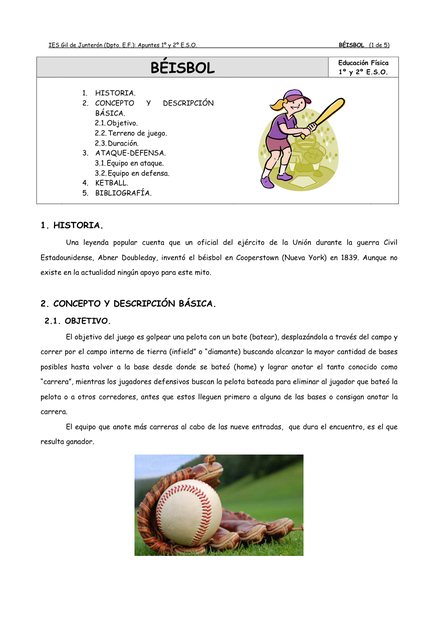 IES Gil de Junterón (Dpto. E.F.): Apuntes 1º y 2º E.S.O. BÉISBOL (1 de 5)
BÉISBOL
Educación Física
1º y 2º E.S.O.
1. HISTORIA.
2. CONCEPTO Y DESCRIPCIÓN
BÁSICA.
2.1. Objetivo.
2.2. Terreno de juego.
2.3. Duración.
3. ATAQUE-DEFENSA.
3.1. Equipo en ataque.
3.2. Equipo en defensa.
4. KETBALL.
5. BIBLIOGRAFÍA.
1. HISTORIA.
Una leyenda popular cuenta que un oficial del ejército de la Unión durante la guerra Civil
Estadounidense, Abner Doubleday, inventó el béisbol en Cooperstown (Nueva York) en 1839. Aunque no
existe en la actualidad ningún apoyo para este mito.
2. CONCEPTO Y DESCRIPCIÓN BÁSICA.
2.1. OBJETIVO.
El objetivo del juego es golpear una pelota con un bate (batear), desplazándola a través del campo y
correr por el campo interno de tierra (infield" o "diamante) buscando alcanzar la mayor cantidad de bases
posibles hasta volver a la base desde donde se bateó (home) y lograr anotar el tanto conocido como
"carrera", mientras los jugadores defensivos buscan la pelota bateada para eliminar al jugador que bateó la
pelota o a otros corredores, antes que estos lleguen primero a alguna de las bases o consigan anotar la
carrera.
El equipo que anote más carreras al cabo de las nueve entradas, que dura el encuentro, es el que
resulta ganador.